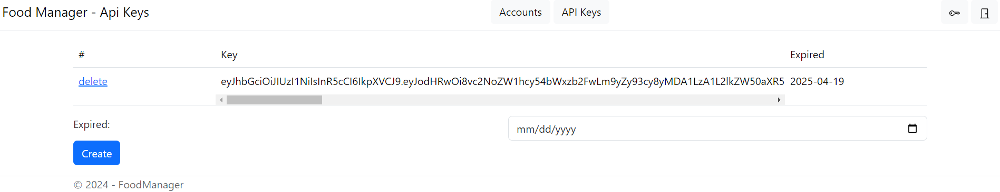 Food Manager - Api Keys
Accounts
API Keys
# Key Expired
delete eyJhbGciOiJIUzI1NiIsInR5cCI6IkpXVCJ9.eyJodHRwOi8vc2NoZW1hcy54bWxzb2FwLm9yZy93cy8yMDA1LzA1L2lkZW50aXR5 2025-04-19
Expired: mm/dd/yyyy
Create
© 2024 - FoodManager